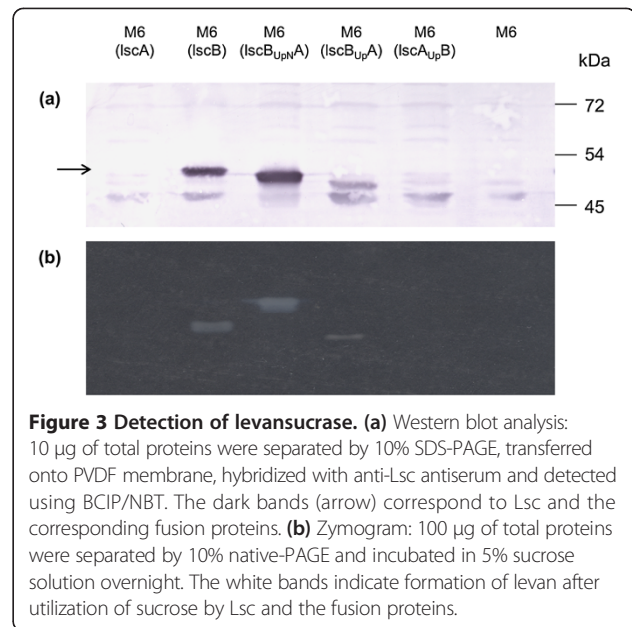 M6 M6 M6 M6 M6 M6
(lscA) (lscB) (lscBUpNA) (lscBUpA) (lscAUpB)
kDa
(a)
72
54
45
(b)
Figure 3 Detection of levansucrase. (a) Western blot analysis:
10 μg of total proteins were separated by 10% SDS-PAGE, transferred
onto PVDF membrane, hybridized with anti-Lsc antiserum and detected
using BCIP/NBT. The dark bands (arrow) correspond to Lsc and the
corresponding fusion proteins. (b) Zymogram: 100 μg of total proteins
were separated by 10% native-PAGE and incubated in 5% sucrose
solution overnight. The white bands indicate formation of levan after
utilization of sucrose by Lsc and the fusion proteins.